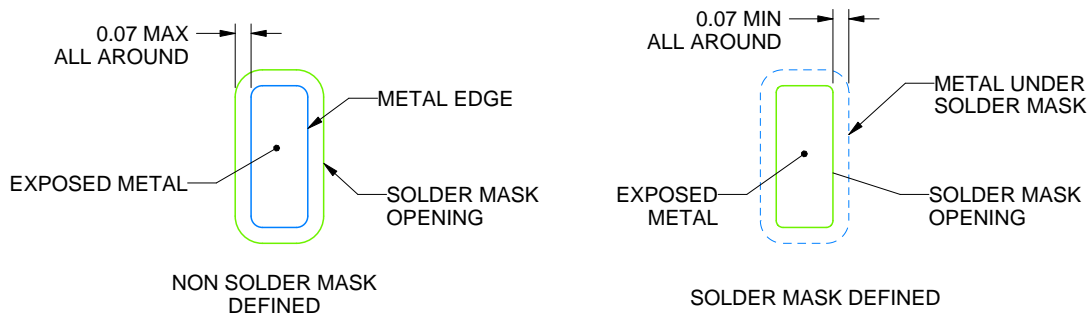 0.07 MAX
ALL AROUND
METAL EDGE
EXPOSED METAL
SOLDER MASK
OPENING
NON SOLDER MASK
DEFINED
0.07 MIN
ALL AROUND
METAL UNDER
SOLDER MASK
EXPOSED
METAL
SOLDER MASK
OPENING
SOLDER MASK DEFINED